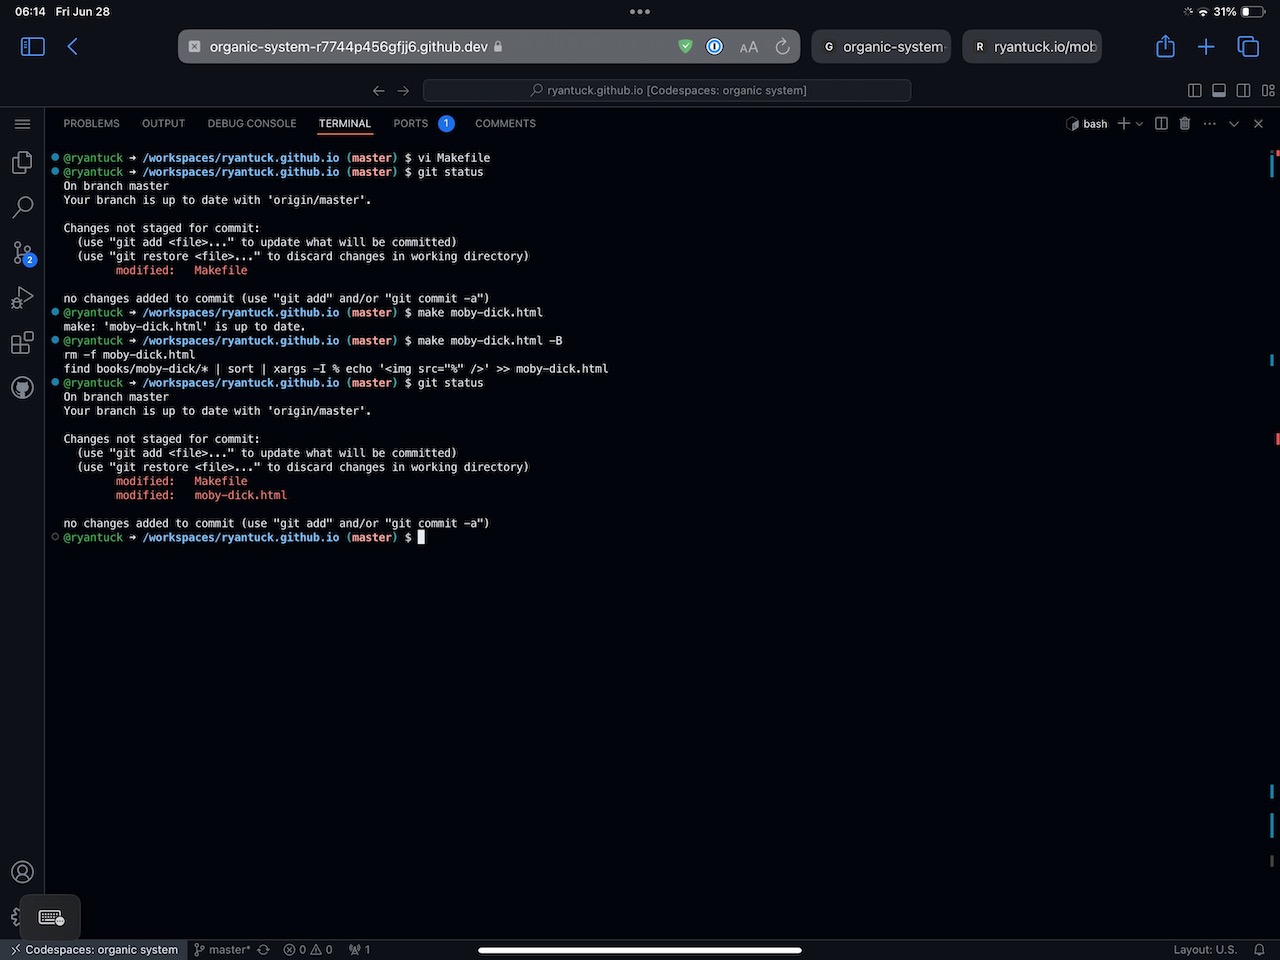 06:14 Fri Jun 28
31%
organic-system-r7744p456gfjj6.github.dev
AA
G organic-system
R ryantuck.io/mob
ryantuck.github.io [Codespaces: organic system]
PROBLEMS OUTPUT DEBUG CONSOLE TERMINAL PORTS 1 COMMENTS
bash
@ryantuck → /workspaces/ryantuck.github.io (master) $ vi Makefile
@ryantuck → /workspaces/ryantuck.github.io (master) $ git status
On branch master
Your branch is up to date with 'origin/master'.
Changes not staged for commit:
(use "git add <file>..." to update what will be committed)
(use "git restore <file>..." to discard changes in working directory)
modified: Makefile
no changes added to commit (use "git add" and/or "git commit -a")
@ryantuck → /workspaces/ryantuck.github.io (master) $ make moby-dick.html
make: 'moby-dick.html' is up to date.
@ryantuck → /workspaces/ryantuck.github.io (master) $ make moby-dick.html -B
rm -f moby-dick.html
find books/moby-dick/* | sort | xargs -I % echo '<img src="%" />' >> moby-dick.html
@ryantuck → /workspaces/ryantuck.github.io (master) $ git status
On branch master
Your branch is up to date with 'origin/master'.
Changes not staged for commit:
(use "git add <file>..." to update what will be committed)
(use "git restore <file>..." to discard changes in working directory)
modified: Makefile
modified: moby-dick.html
no changes added to commit (use "git add" and/or "git commit -a")
@ryantuck → /workspaces/ryantuck.github.io (master) $
2
Codespaces: organic system master* 0 0 1 Layout: U.S.